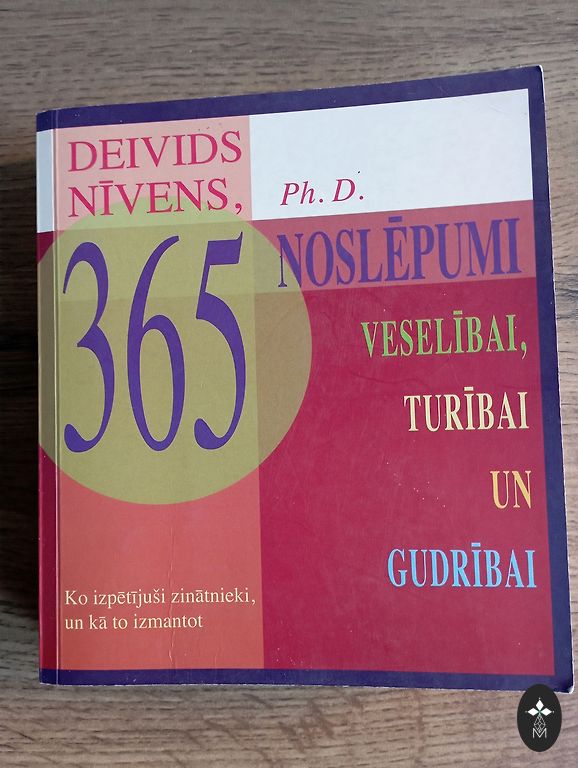 DEIVIDS
NĪVENS, Ph. D.
365 NOSLĒPUMI
VESELĪBAI,
TURĪBAI
UN
GUDRĪBAI
Ko izpētījuši zinātnieki,
un kā to izmantot
M